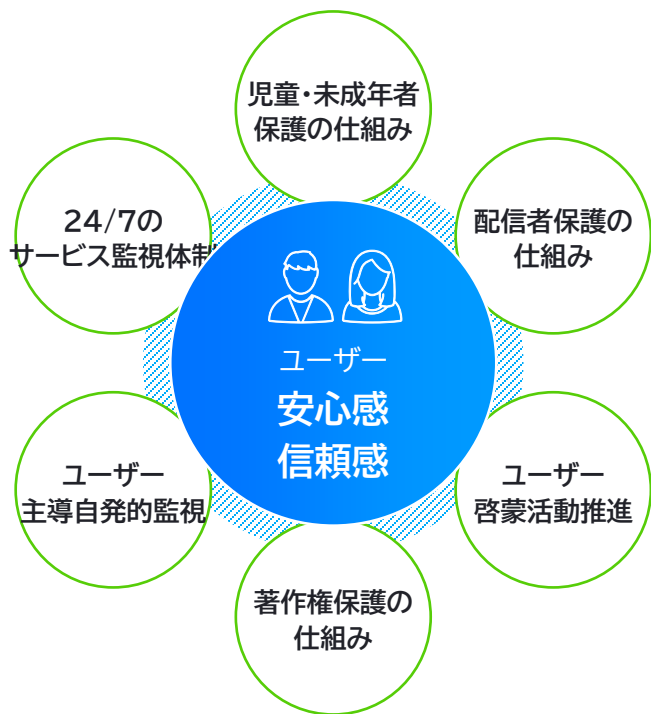 児童・未成年者
保護の仕組み
24/7の
サービス監視体制
配信者保護の
仕組み
ユーザー
安心感
信頼感
ユーザー
主導自発的監視
ユーザー
啓蒙活動推進
著作権保護の
仕組み